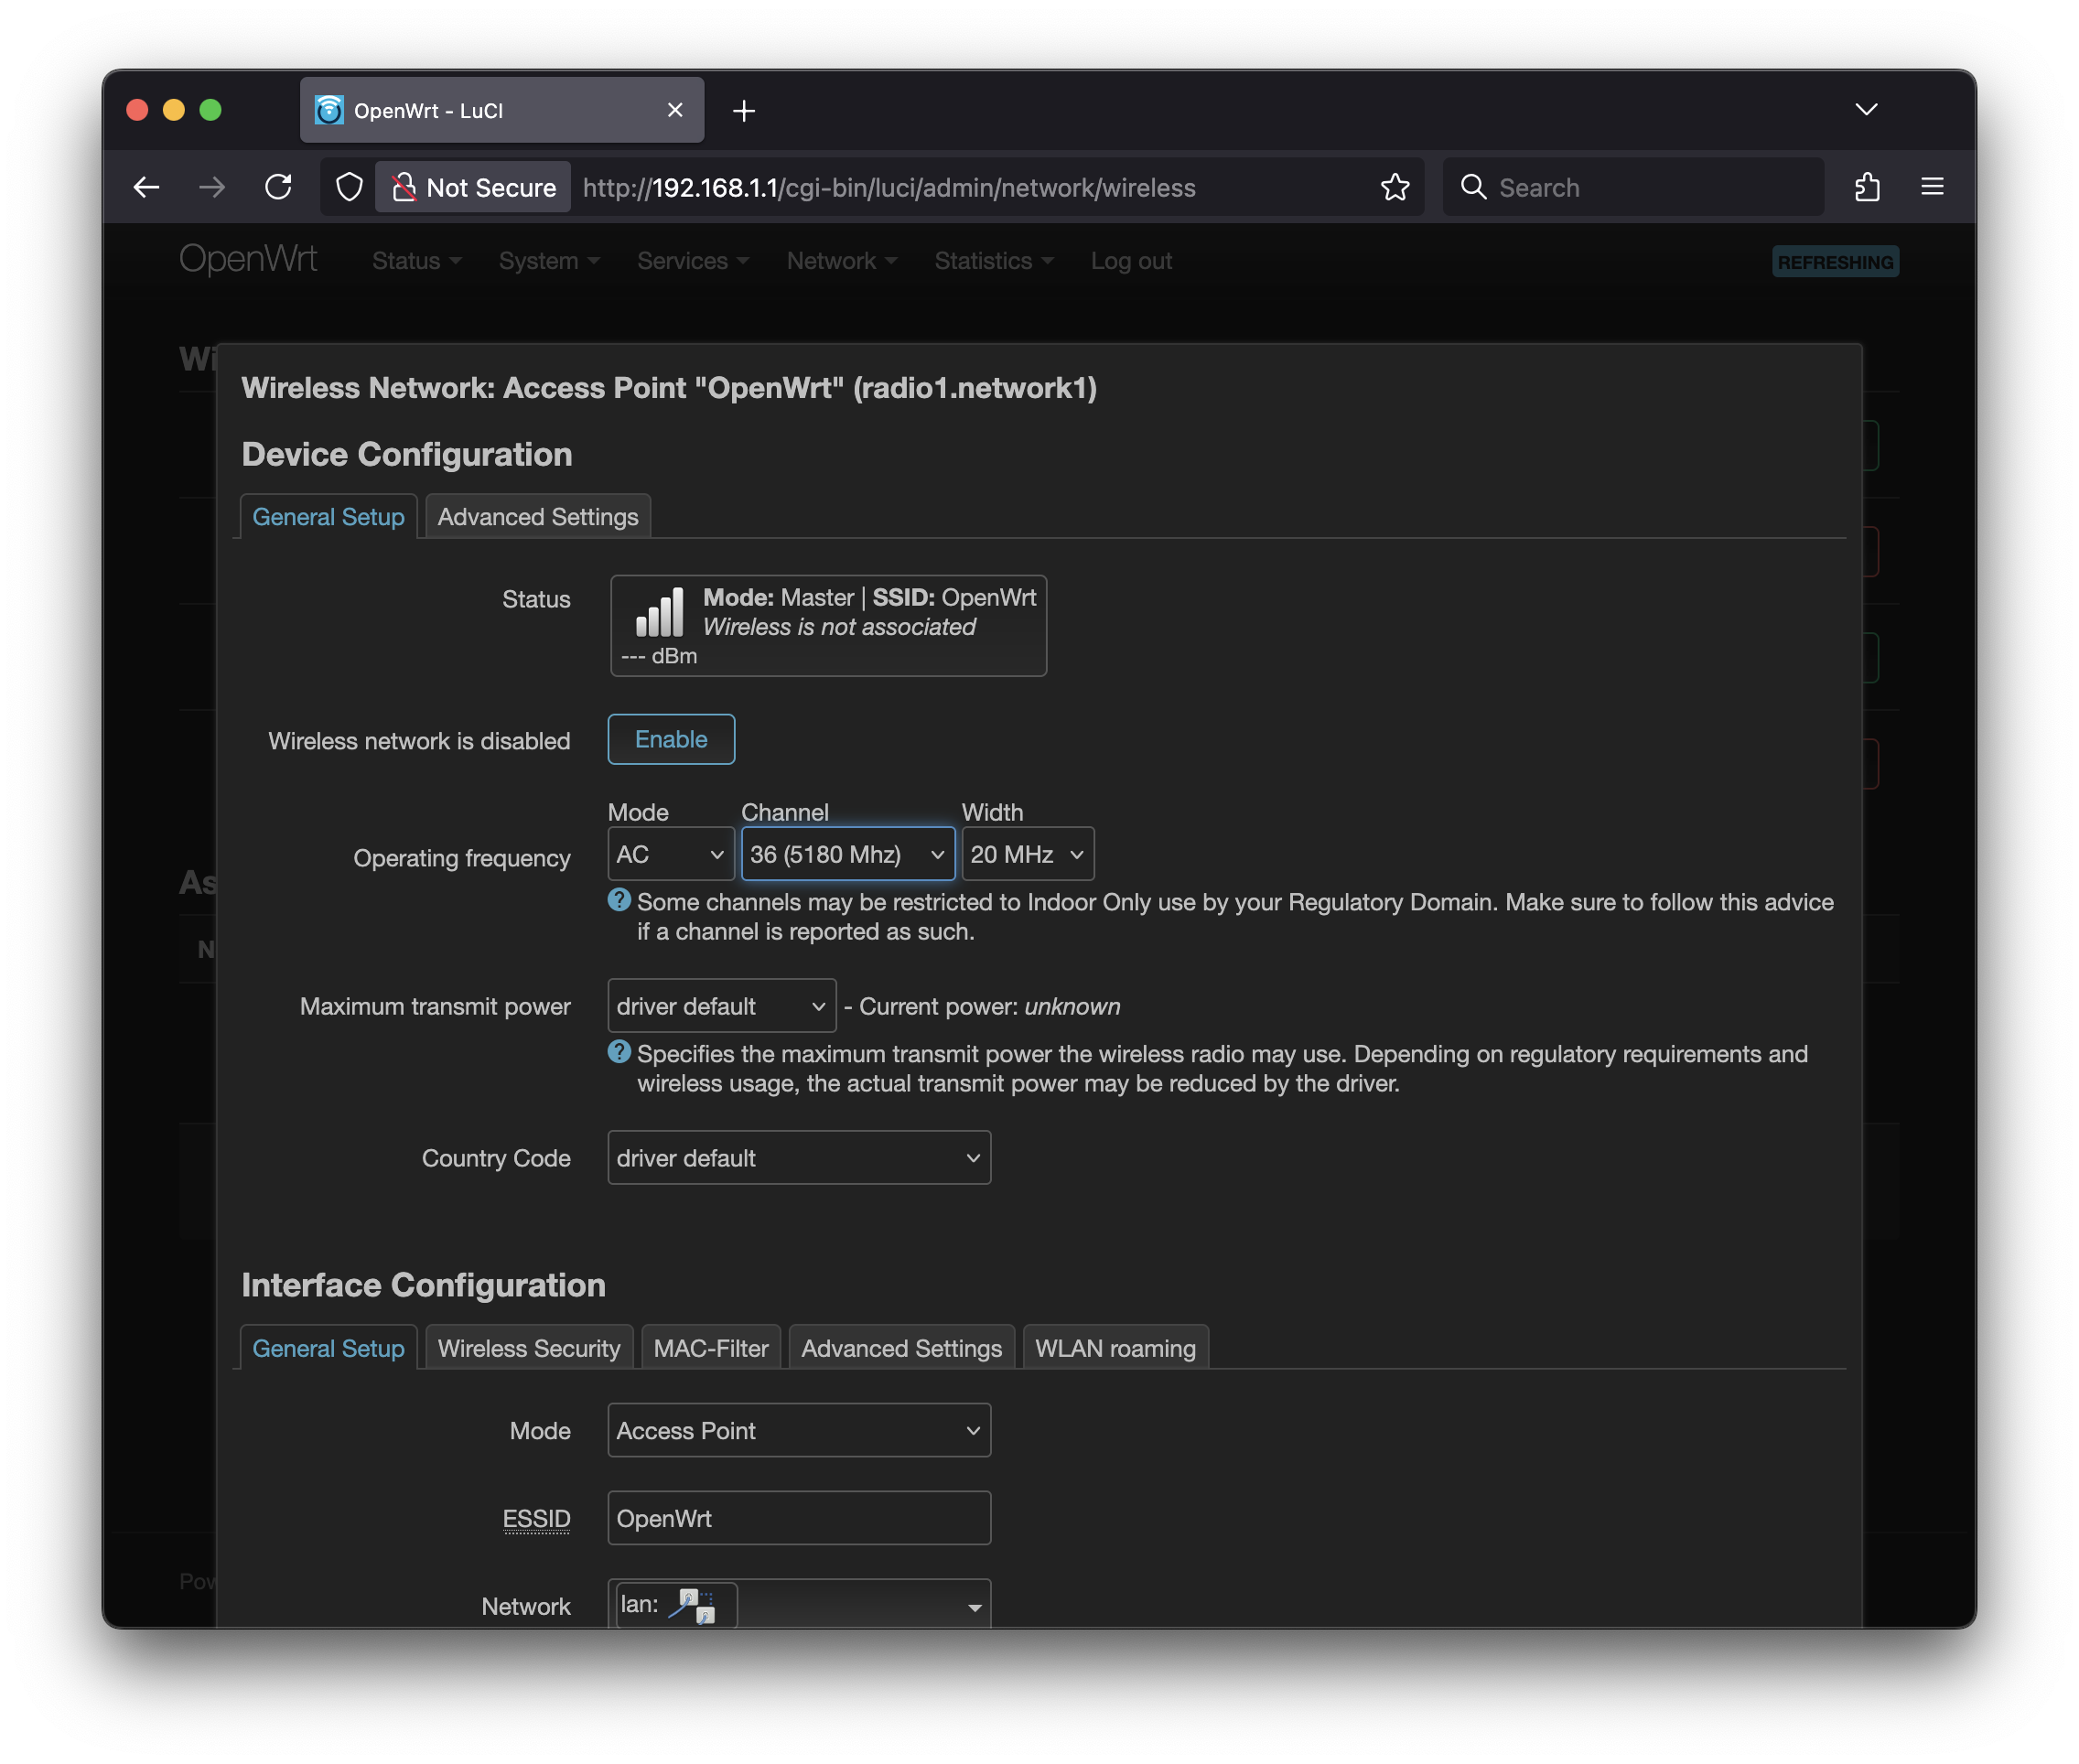 OpenWrt - LuCI
Not Secure http://192.168.1.1/cgi-bin/luci/admin/network/wireless Search
OpenWrt Status System Services Network Statistics Log out REFRESHING
Wi
Wireless Network: Access Point "OpenWrt" (radio1.network1)
Device Configuration
General Setup Advanced Settings
Status
Mode: Master | SSID: OpenWrt
Wireless is not associated
--- dBm
Wireless network is disabled Enable
Mode Channel Width
Operating frequency AC 36 (5180 Mhz) 20 MHz
As
Some channels may be restricted to Indoor Only use by your Regulatory Domain. Make sure to follow this advice
if a channel is reported as such.
N
Maximum transmit power driver default - Current power: unknown
Specifies the maximum transmit power the wireless radio may use. Depending on regulatory requirements and
wireless usage, the actual transmit power may be reduced by the driver.
Country Code driver default
Interface Configuration
General Setup Wireless Security MAC-Filter Advanced Settings WLAN roaming
Mode Access Point
ESSID OpenWrt
Pow
Network lan: